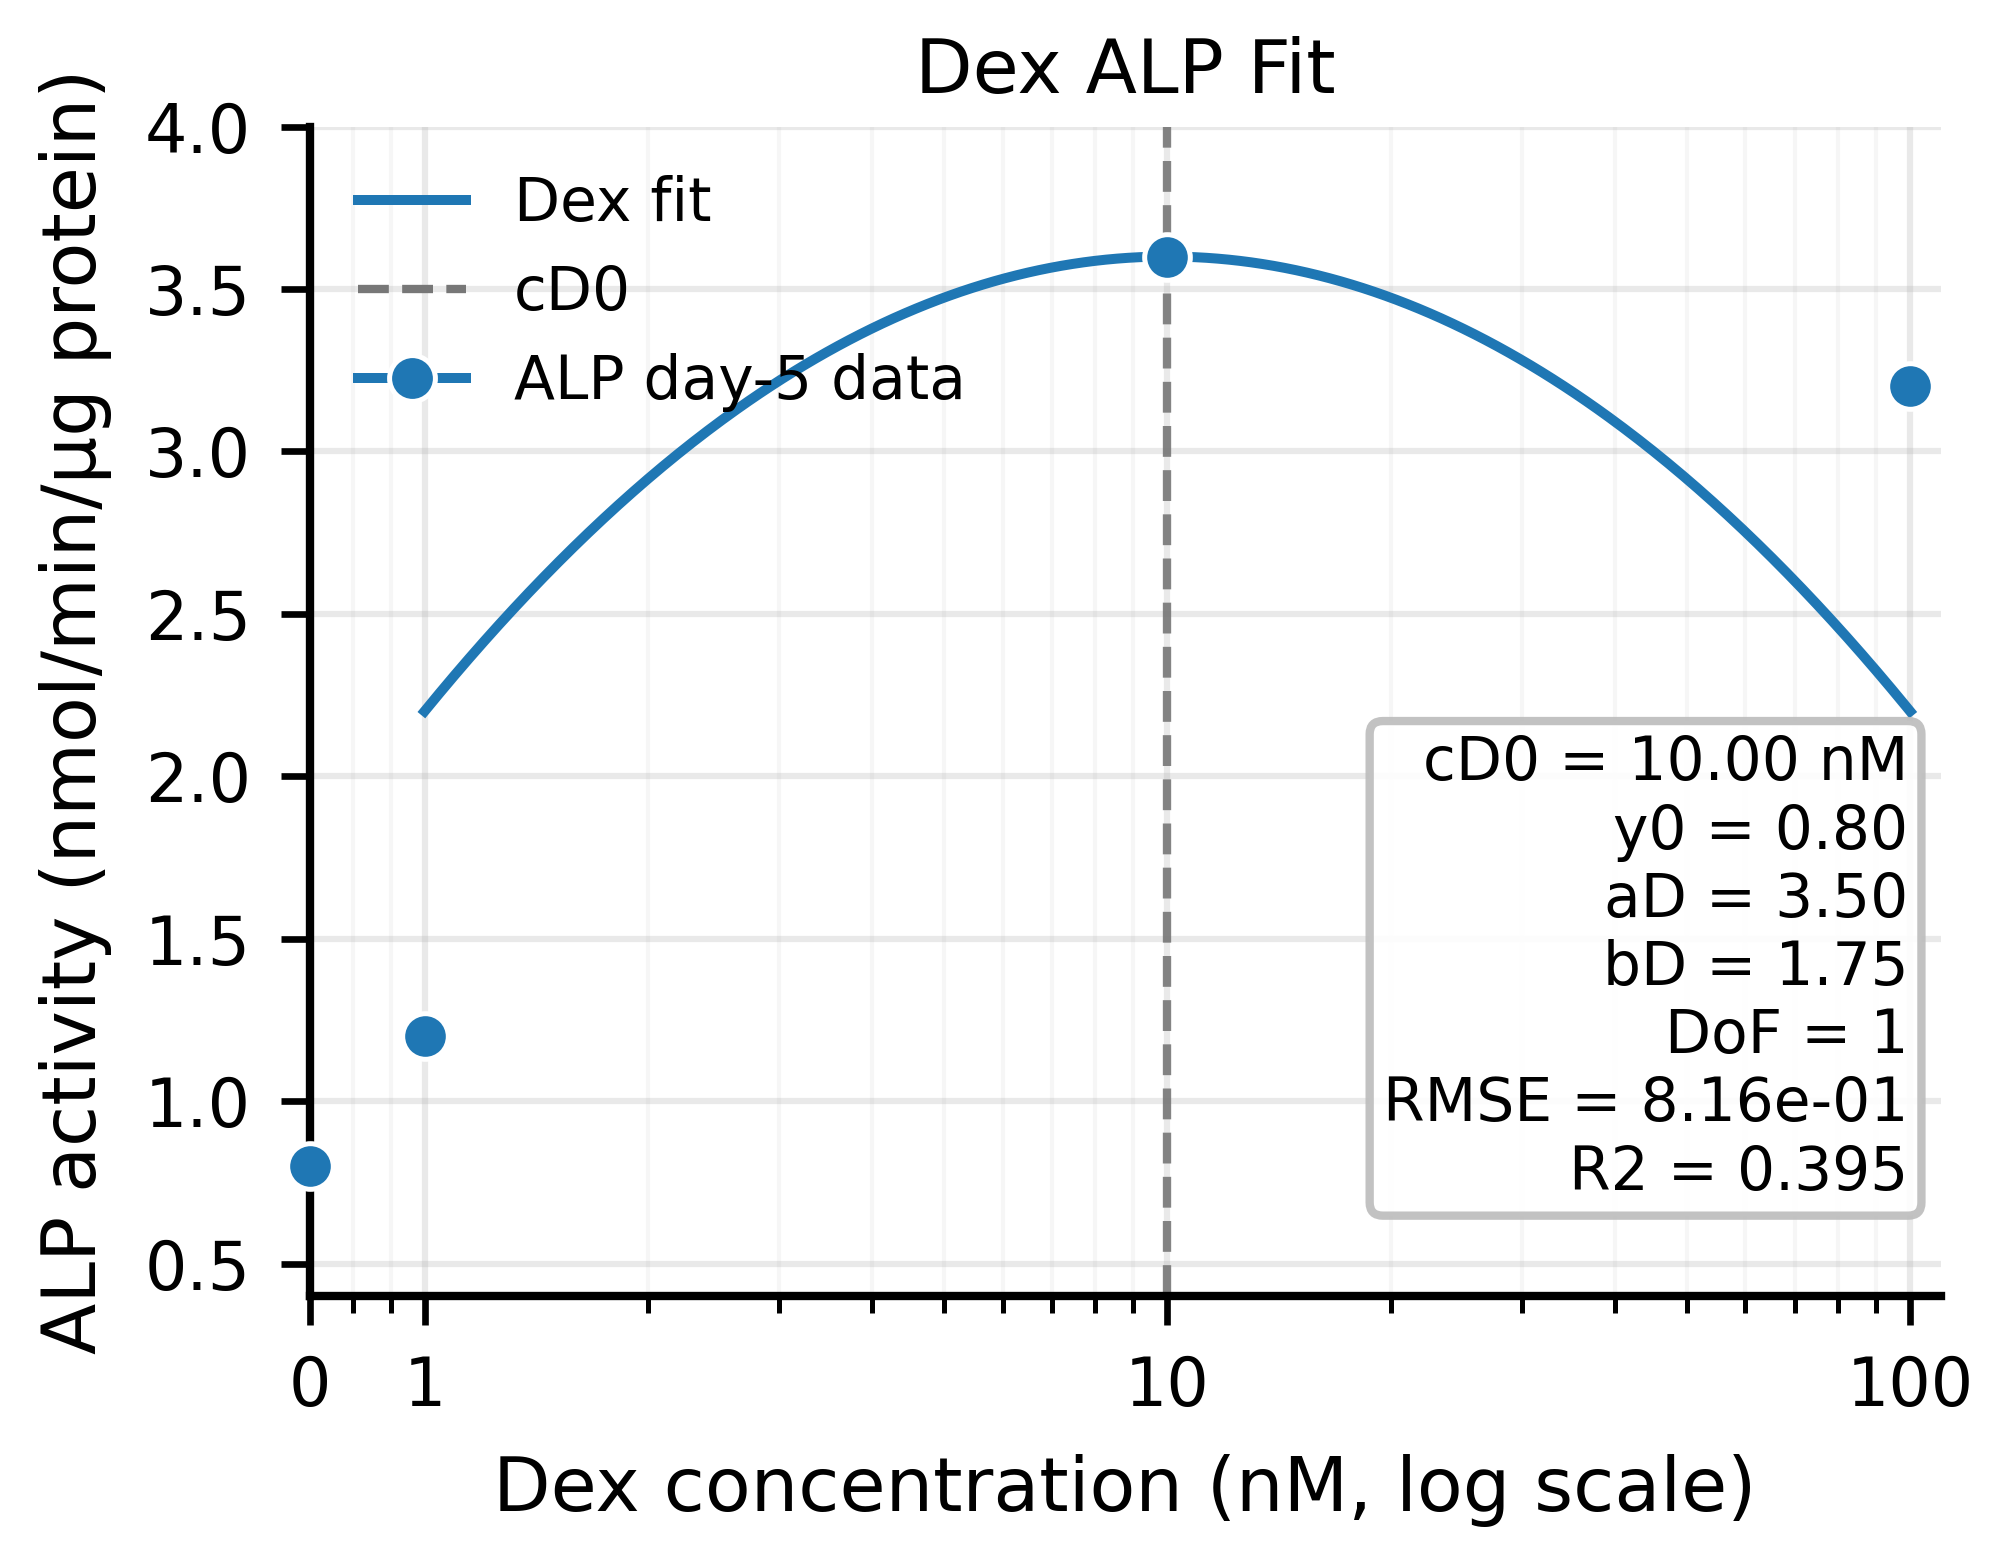 Dex ALP Fit
ALP activity (nmol/min/µg protein)
4.0
3.5
3.0
2.5
2.0
1.5
1.0
0.5
Dex fit
cD0
ALP day-5 data
cD0 = 10.00 nM
y0 = 0.80
aD = 3.50
bD = 1.75
DoF = 1
RMSE = 8.16e-01
R2 = 0.395
0 1 10 100
Dex concentration (nM, log scale)